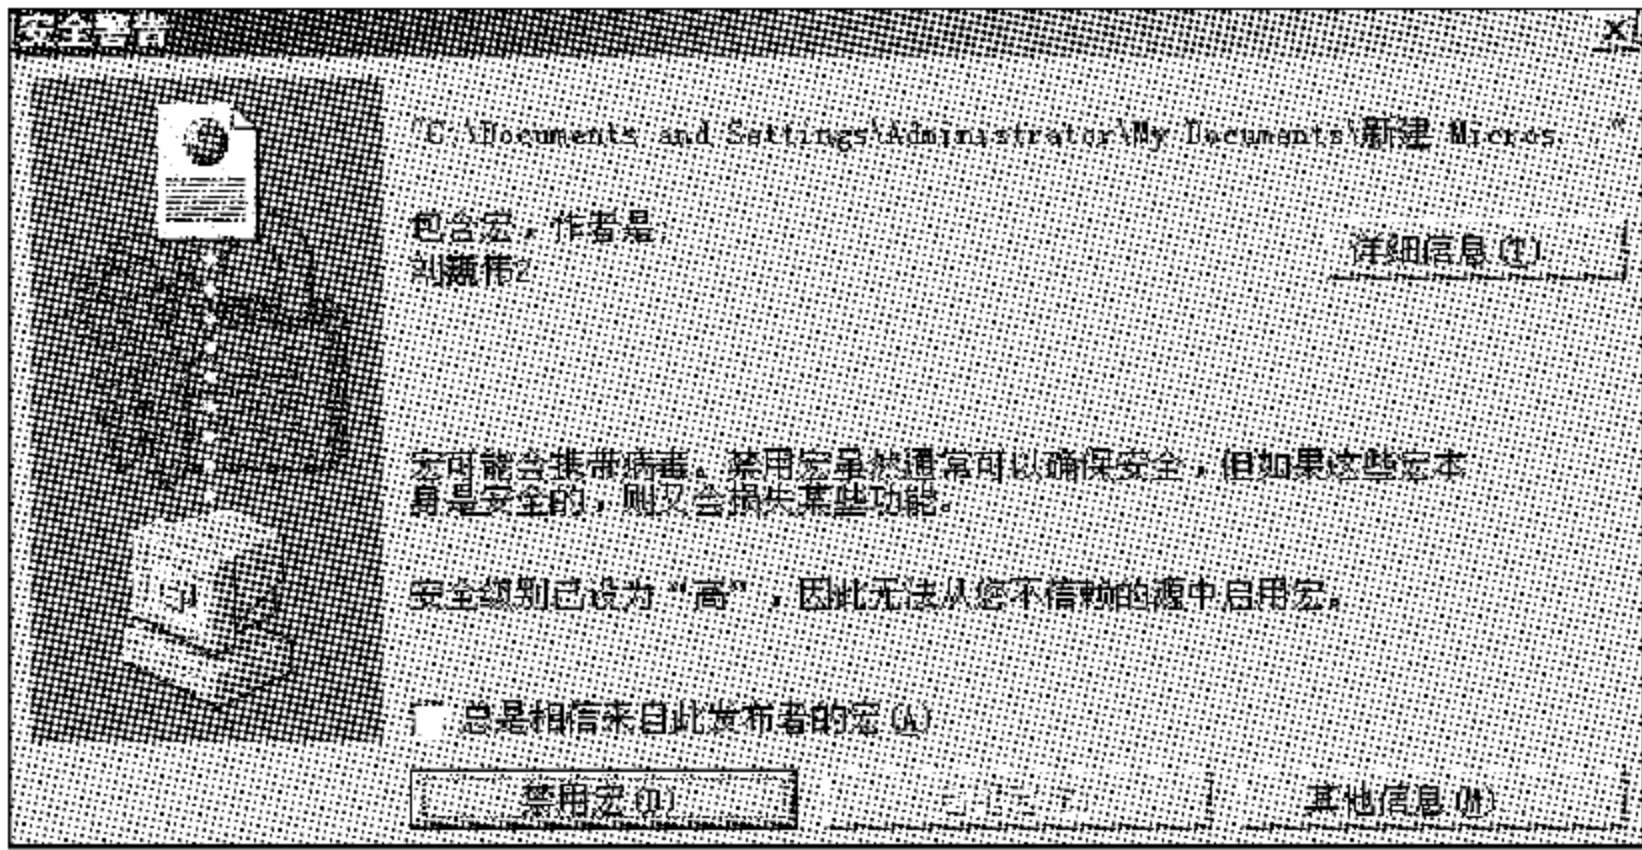 安全警告
"C:\Documents and Settings\Administrator\My Documents\新建 Micros. "
包含宏，作者是:
详细信息(T)
刘 伟2
宏可能会携带病毒。禁用宏虽然通常可以确保安全，但如果这些宏本
身是安全的，则又会损失某些功能。
安全级别已设为“高”，因此无法从您不信赖的源中启用宏。
总是相信来自此发布者的宏(A)
禁用宏(D)
其他信息(M)